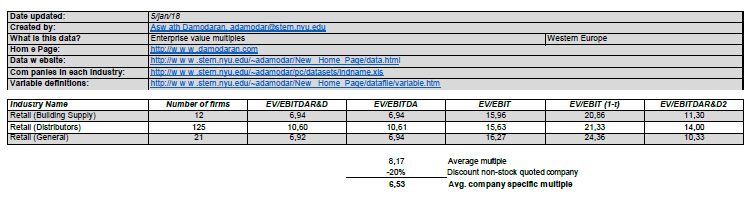 Date updated: 5/jan/18
Created by: Asw ath Damodaran, adamodar@stern.nyu.edu
What is this data? Enterprise value multiples Western Europe
Hom e Page: http://w w w .damodaran.com
Data w ebsite: http://w w w .stern.nyu.edu/~adamodar/New_Home_Page/data.html
Com panies in each industry: http://w w w .stern.nyu.edu/~adamodar/pc/datasets/indname.xls
Variable definitions: http://w w w .stern.nyu.edu/~adamodar/New_Home_Page/datafile/variable.htm
Industry Name Number of firms EV/EBITDAR&D EV/EBITDA EV/EBIT EV/EBIT (1-t) EV/EBITDAR&D2
Retail (Building Supply) 12 6,94 6,94 15,96 20,86 11,30
Retail (Distributors) 125 10,60 10,61 15,63 21,33 14,00
Retail (General) 21 6,92 6,94 16,27 24,36 10,33
8,17 Average multiple
-20% Discount non-stock quoted company
6,53 Avg. company specific multiple